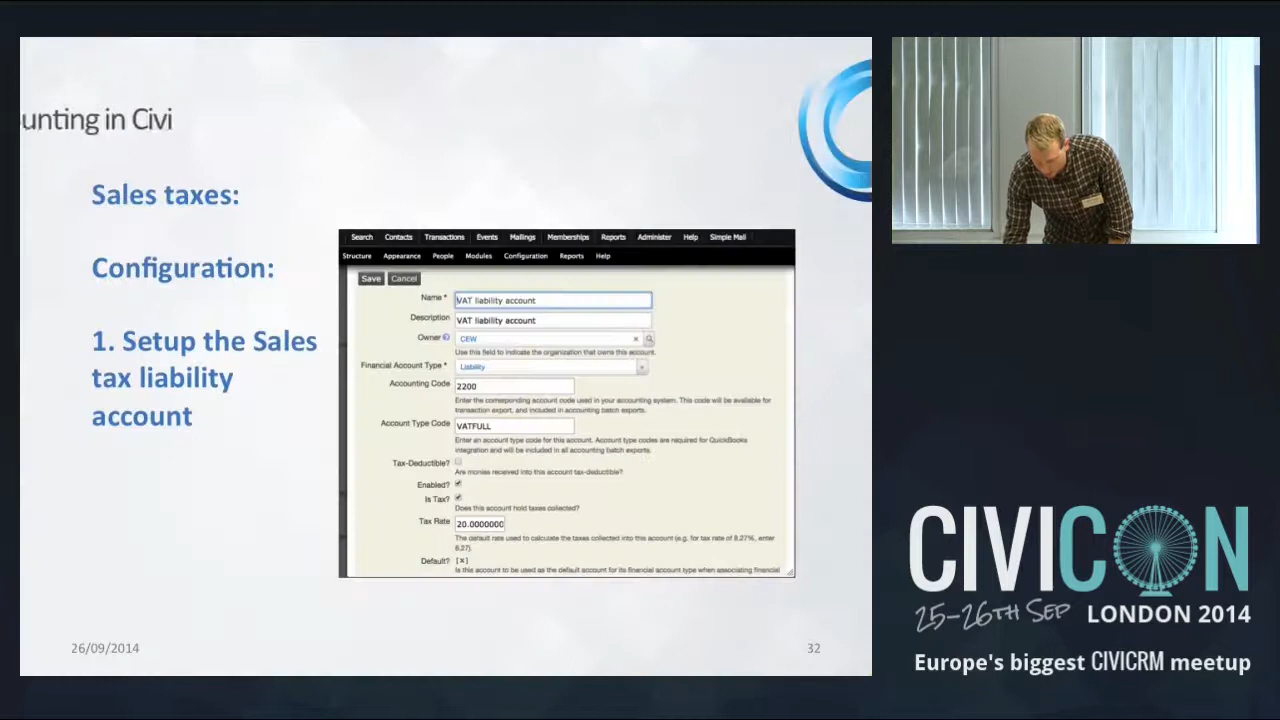 unting in Civi
Sales taxes:
Configuration:
1. Setup the Sales
tax liability
account
Search Contacts Transactions Events Mailings Memberships Reports Administer Help Simple Mail
Structure Appearance People Modules Configuration Reports Help
Save Cancel
Name * VAT liability account
Description VAT liability account
Owner CEW
Use this field to indicate the organization that owns this account.
Financial Account Type * Liability
Accounting Code 2200
Enter the corresponding account code used in your accounting system. This code will be available for
transaction export, and included in accounting batch exports.
Account Type Code VATFULL
Enter an account type code for this account. Account type codes are required for QuickBooks
integration and will be included in all accounting batch exports.
Tax-Deductible?
Are monies received into this account tax-deductible?
Enabled?
Is Tax?
Does this account hold taxes collected?
Tax Rate 20.0000000
The default rate used to calculate the taxes collected into this account (e.g. for tax rate of 8.27%, enter
8.27).
Default? [x]
Is this account to be used as the default account for its financial account type when associating financial
26/09/2014
32
CIVICON
25-26TH SEP LONDON 2014
Europe's biggest CIVICRM meetup